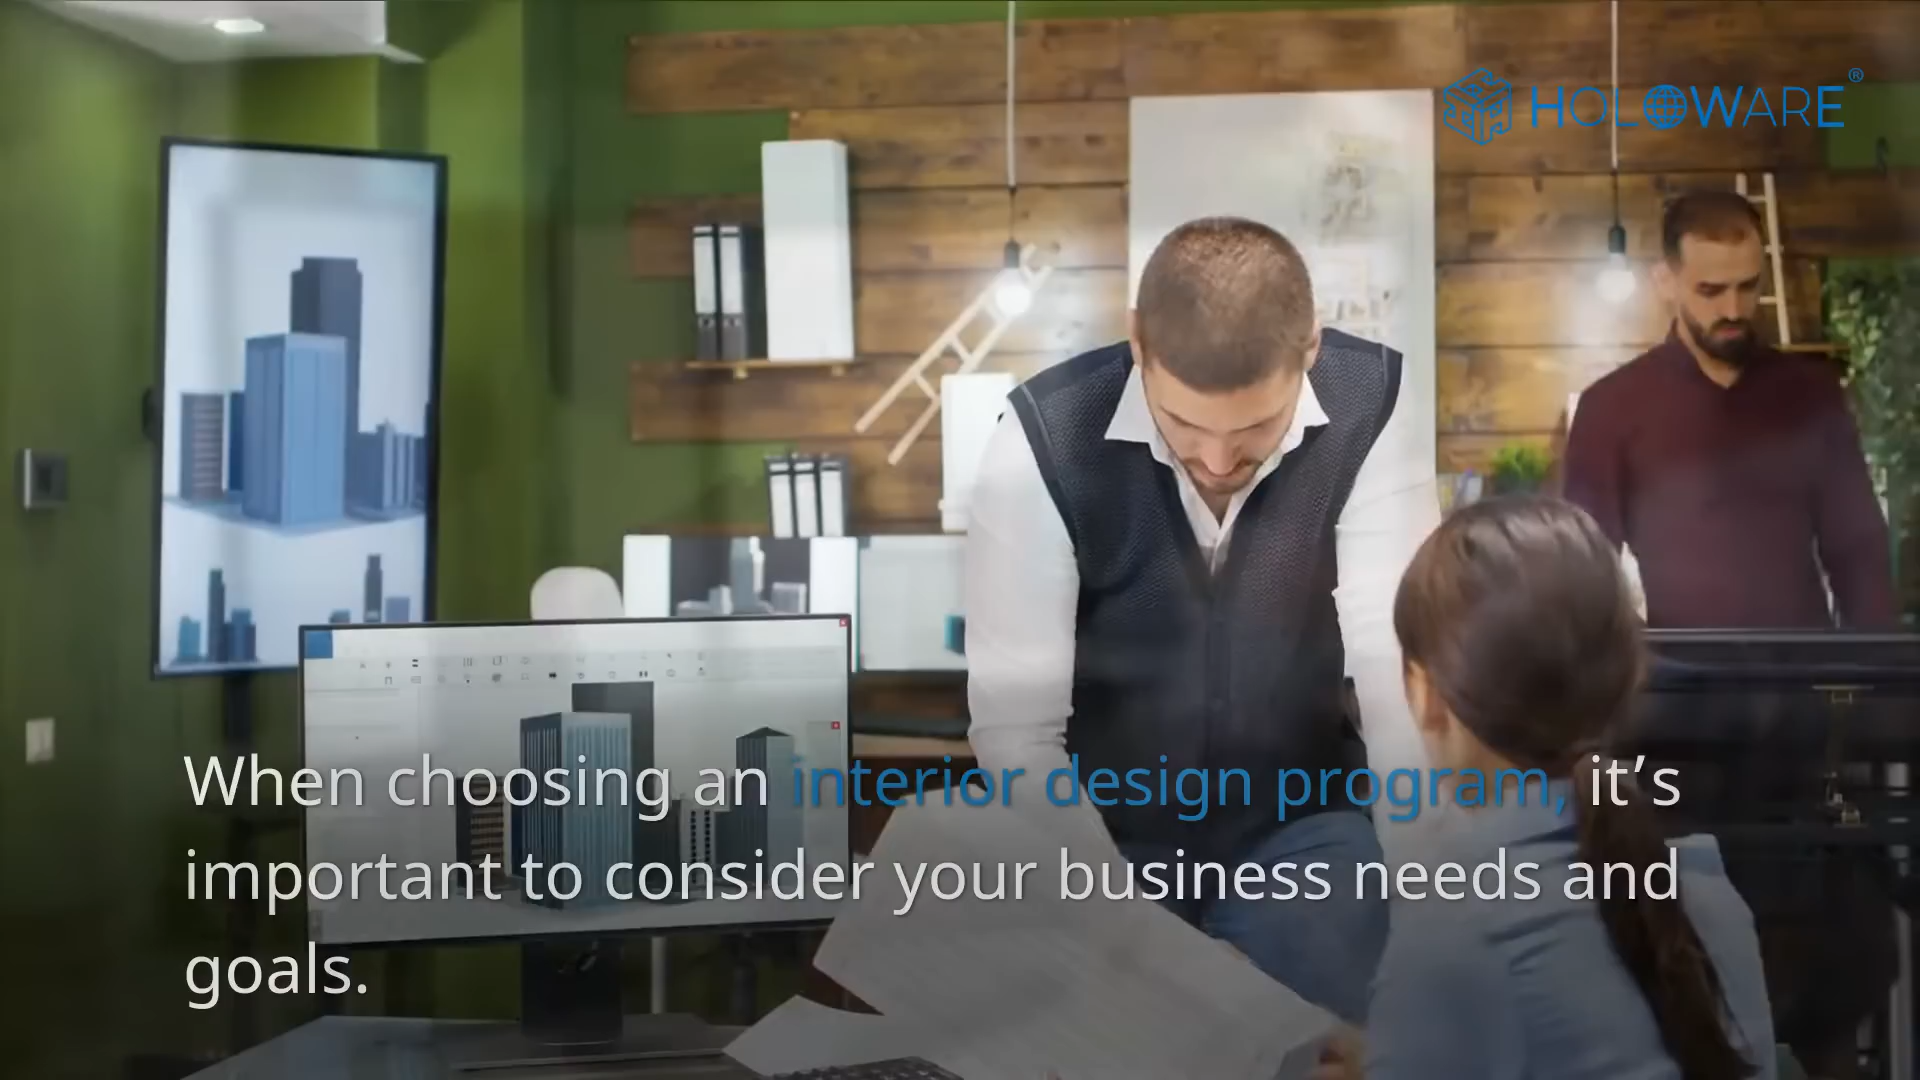 HOLOWARE®
When choosing an interior design program, it’s
important to consider your business needs and
goals.